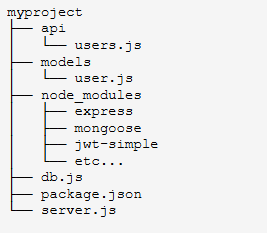 myproject
├── api
│   └── users.js
├── models
│   └── user.js
├── node_modules
│   ├── express
│   ├── mongoose
│   ├── jwt-simple
│   └── etc...
├── db.js
├── package.json
└── server.js